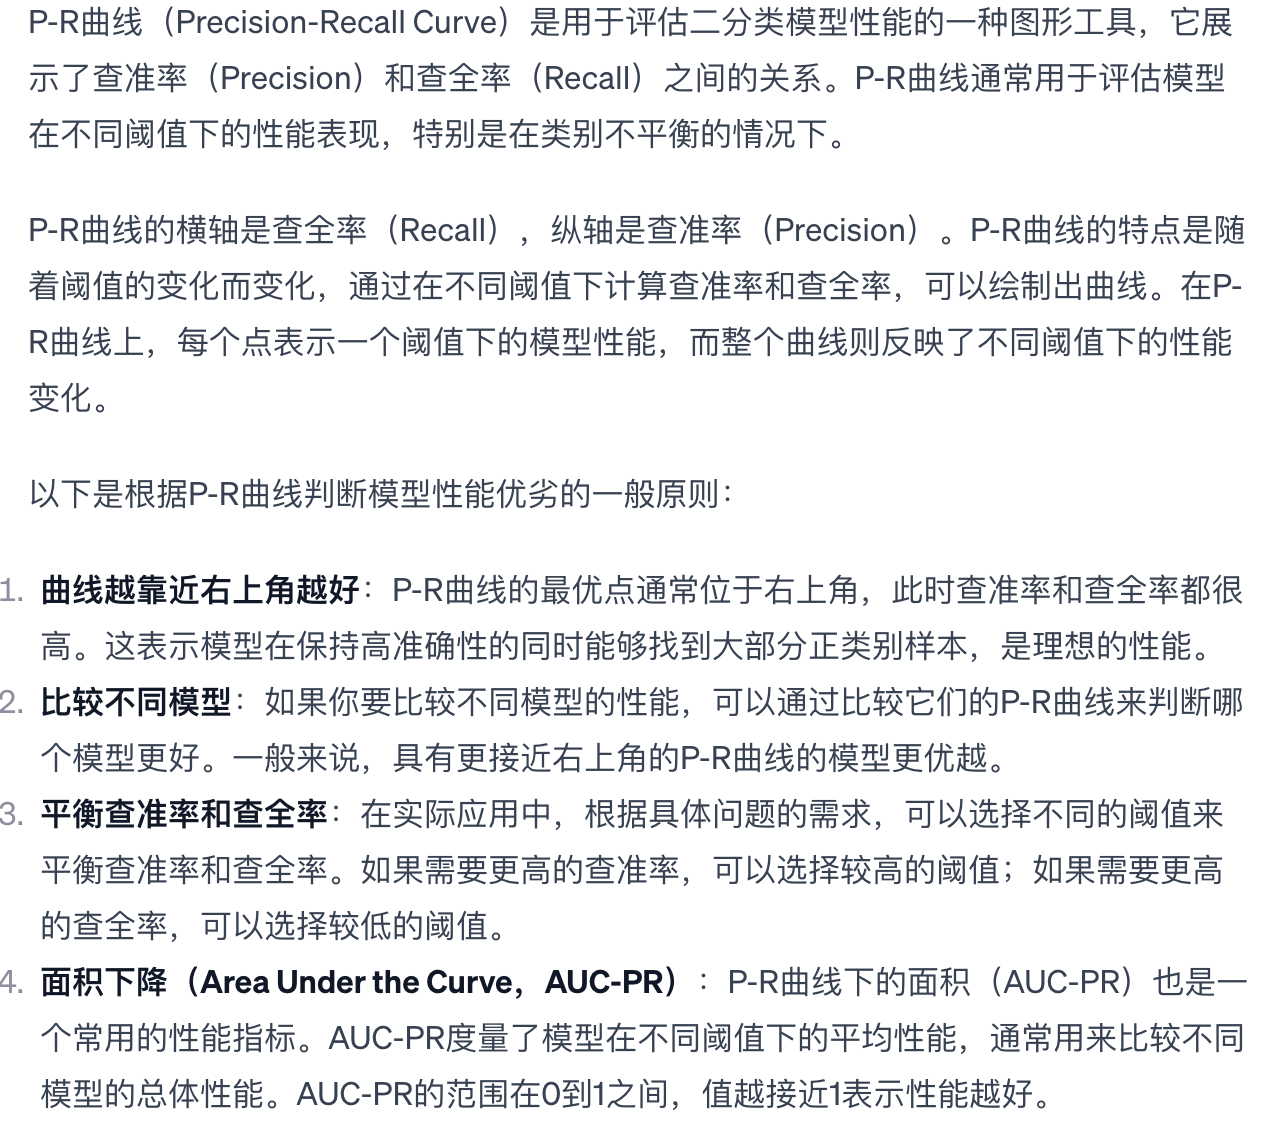 P-R曲线（Precision-Recall Curve）是用于评估二分类模型性能的一种图形工具，它展
示了查准率（Precision）和查全率（Recall）之间的关系。P-R曲线通常用于评估模型
在不同阈值下的性能表现，特别是在类别不平衡的情况下。
P-R曲线的横轴是查全率（Recall），纵轴是查准率（Precision）。P-R曲线的特点是随
着阈值的变化而变化，通过在不同阈值下计算查准率和查全率，可以绘制出曲线。在P-
R曲线上，每个点表示一个阈值下的模型性能，而整个曲线则反映了不同阈值下的性能
变化。
以下是根据P-R曲线判断模型性能优劣的一般原则：
1. 曲线越靠近右上角越好：P-R曲线的最优点通常位于右上角，此时查准率和查全率都很
高。这表示模型在保持高准确性的同时能够找到大部分正类别样本，是理想的性能。
2. 比较不同模型：如果你要比较不同模型的性能，可以通过比较它们的P-R曲线来判断哪
个模型更好。一般来说，具有更接近右上角的P-R曲线的模型更优越。
3. 平衡查准率和查全率：在实际应用中，根据具体问题的需求，可以选择不同的阈值来
平衡查准率和查全率。如果需要更高的查准率，可以选择较高的阈值；如果需要更高
的查全率，可以选择较低的阈值。
4. 面积下降（Area Under the Curve，AUC-PR）：P-R曲线下的面积（AUC-PR）也是一
个常用的性能指标。AUC-PR度量了模型在不同阈值下的平均性能，通常用来比较不同
模型的总体性能。AUC-PR的范围在0到1之间，值越接近1表示性能越好。